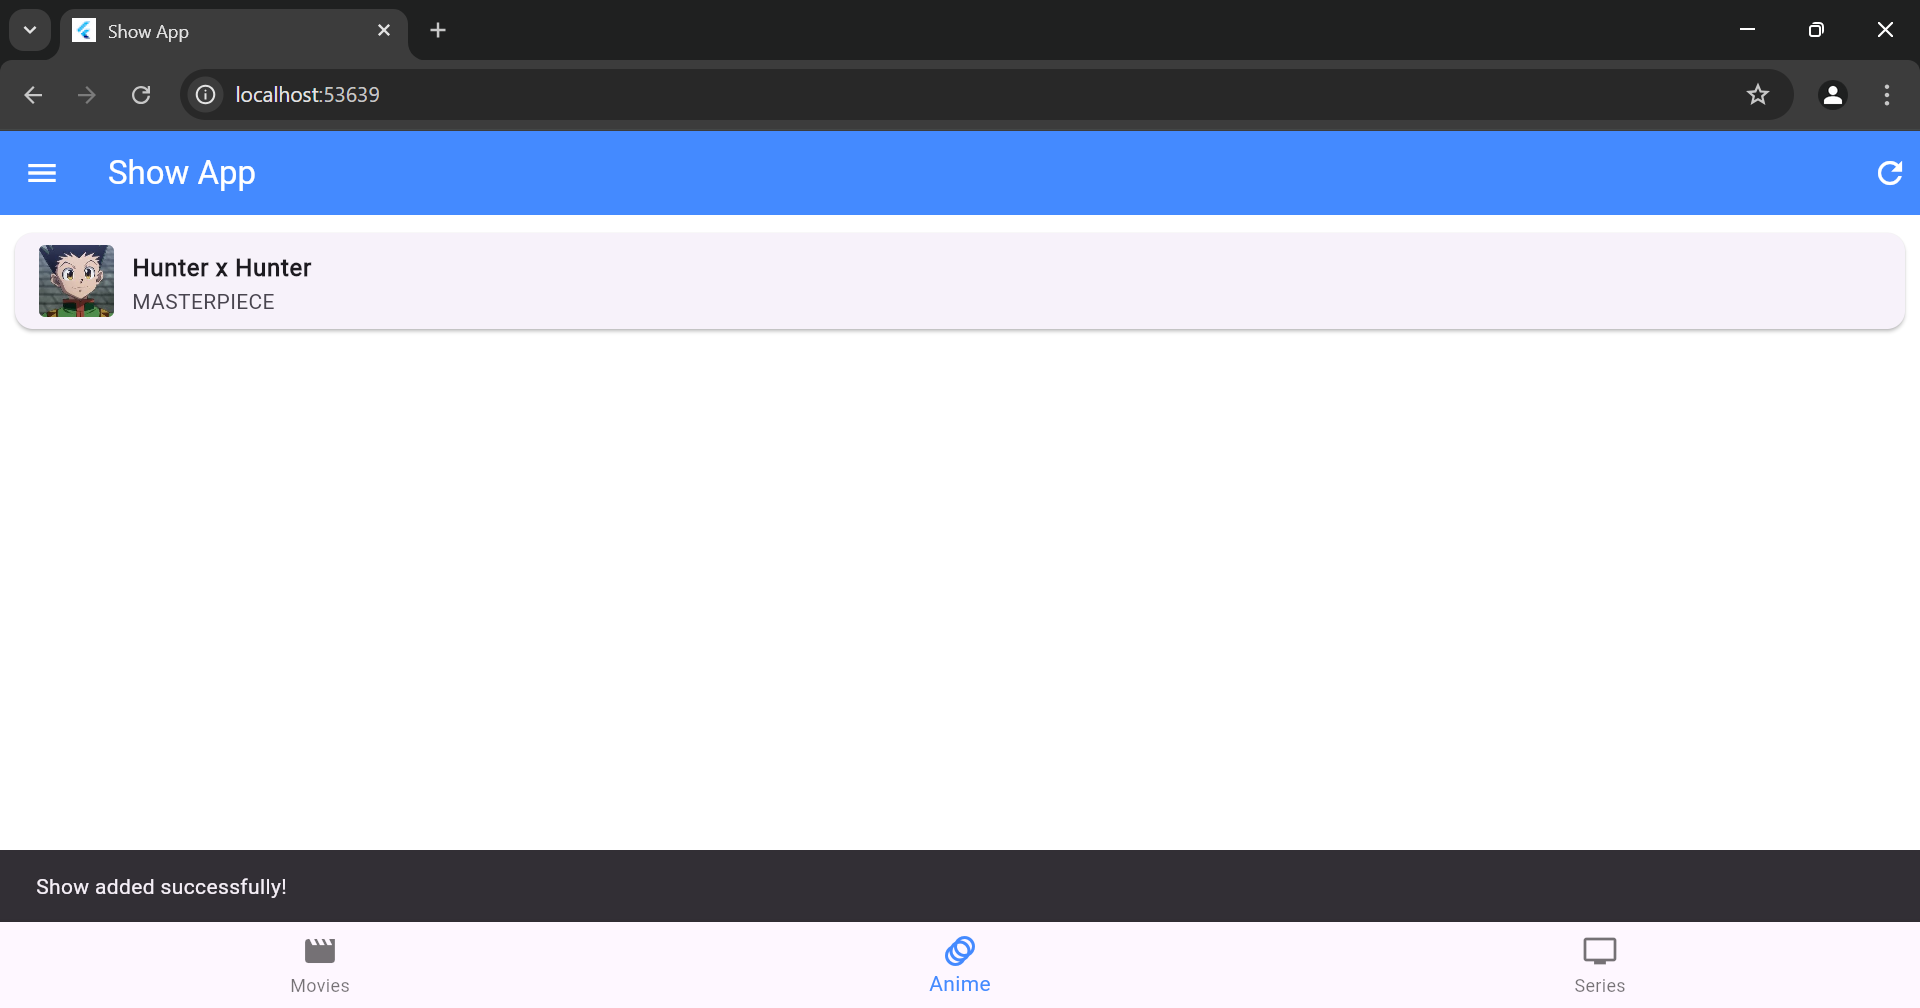 Show App
localhost:53639
Show App
Hunter x Hunter
MASTERPIECE
Show added successfully!
Movies
Anime
Series